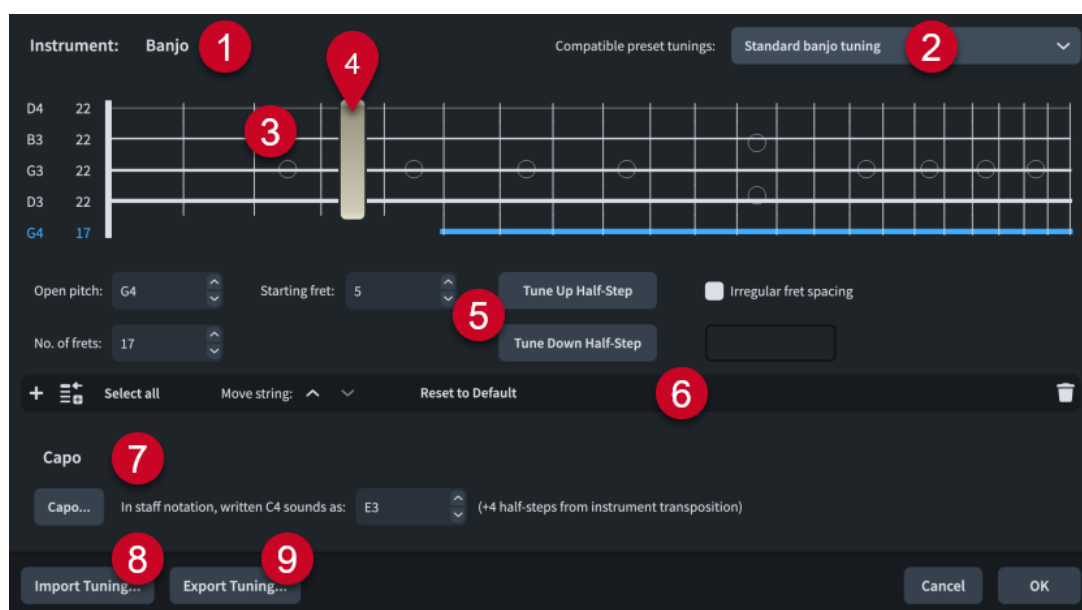 Instrument: Banjo 1 Compatible preset tunings: Standard banjo tuning 2
4
D4 22
3
B3 22
G3 22
D3 22
G4 17
Open pitch: G4 Starting fret: 5 Tune Up Half-Step Irregular fret spacing
5
No. of frets: 17 Tune Down Half-Step
+ Select all Move string: Reset to Default 6
Capo 7
Capo... In staff notation, written C4 sounds as: E3 (+4 half-steps from instrument transposition)
8 9
Import Tuning... Export Tuning... Cancel OK